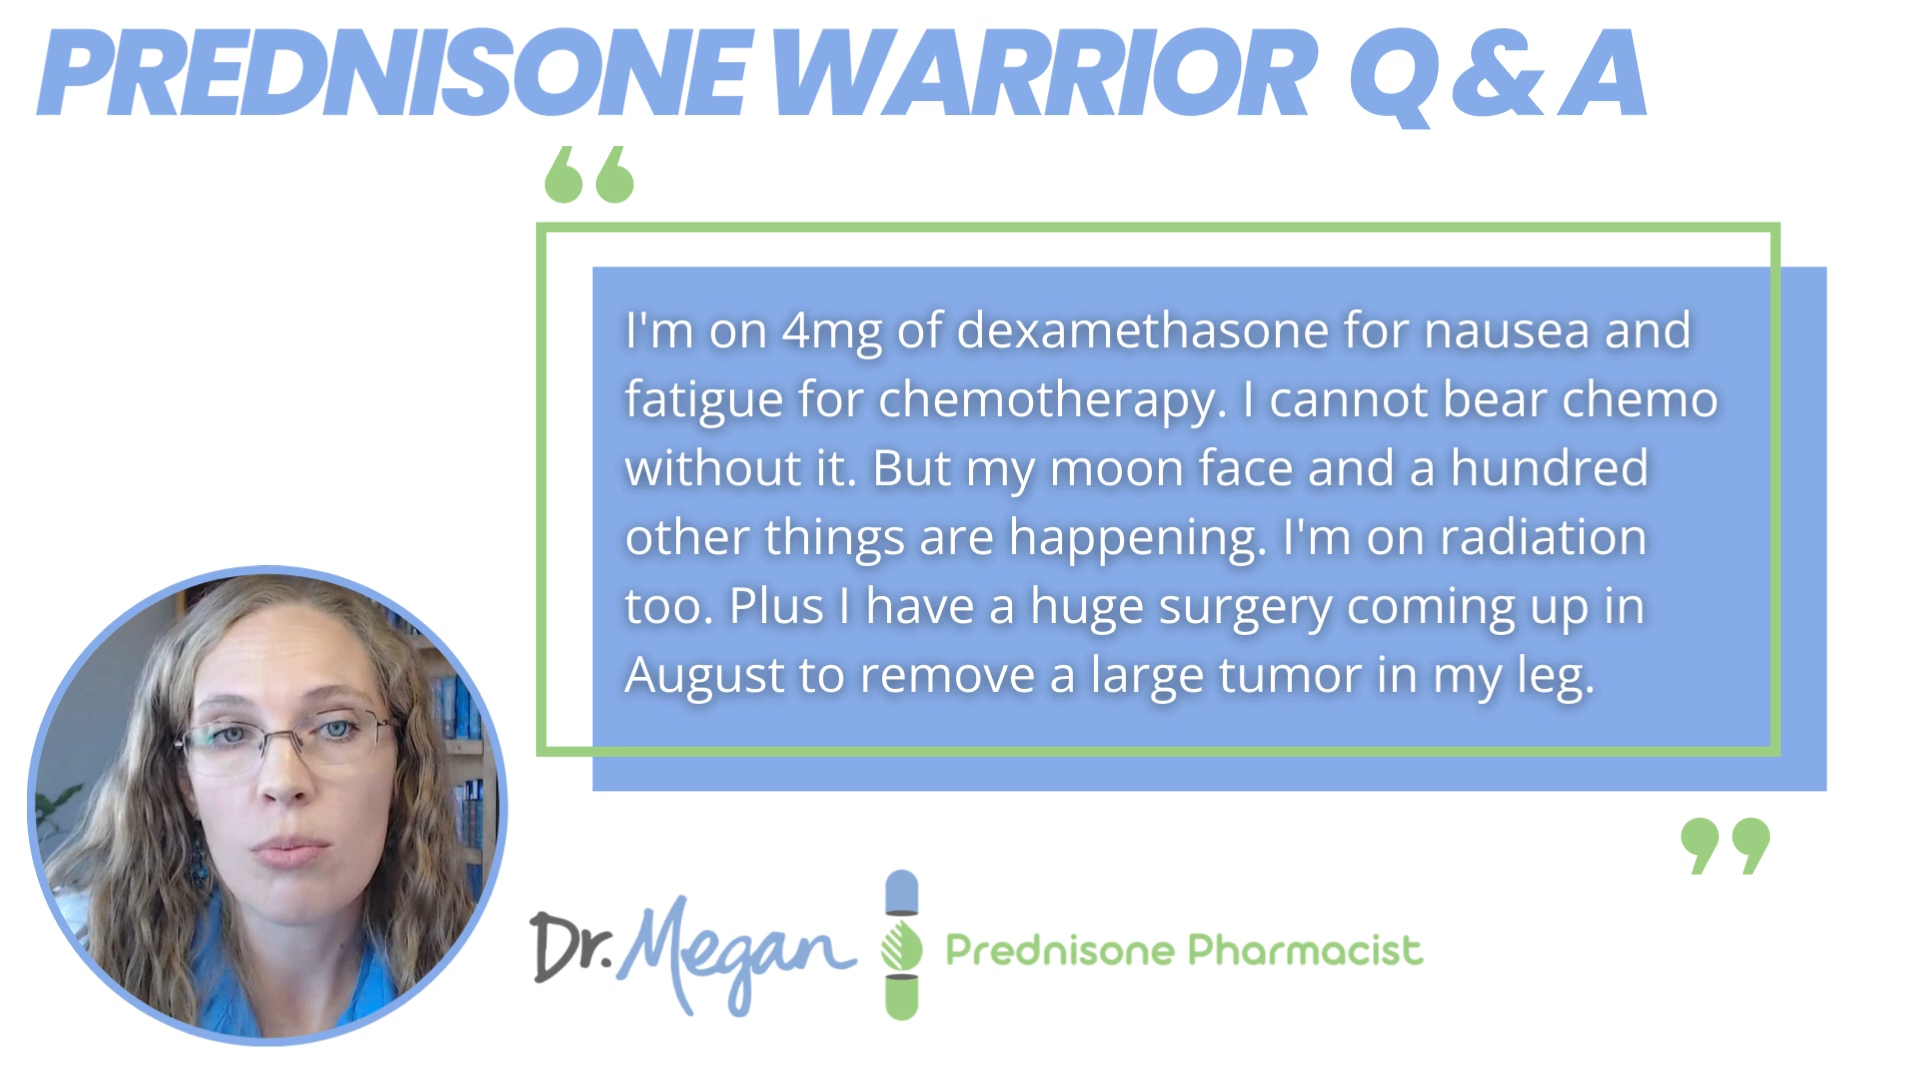 PREDNISONE WARRIOR Q & A
“
I'm on 4mg of dexamethasone for nausea and
fatigue for chemotherapy. I cannot bear chemo
without it. But my moon face and a hundred
other things are happening. I'm on radiation
too. Plus I have a huge surgery coming up in
August to remove a large tumor in my leg.
”
Dr. Megan Prednisone Pharmacist